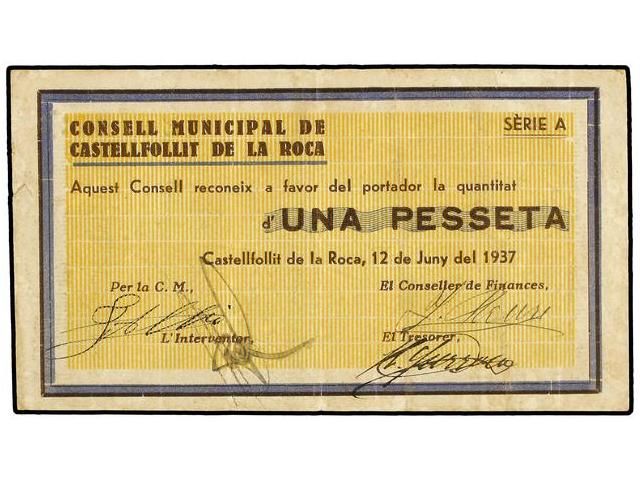 CONSELL MUNICIPAL DE
CASTELLFOLLIT DE LA ROCA
SÈRIE A
Aquest Consell reconeix a favor del portador la quantitat
d'UNA PESSETA
Castellfollit de la Roca, 12 de Juny del 1937
Per la C. M.,
El Conseller de Finances,
L'Interventor,
El Tresorer,